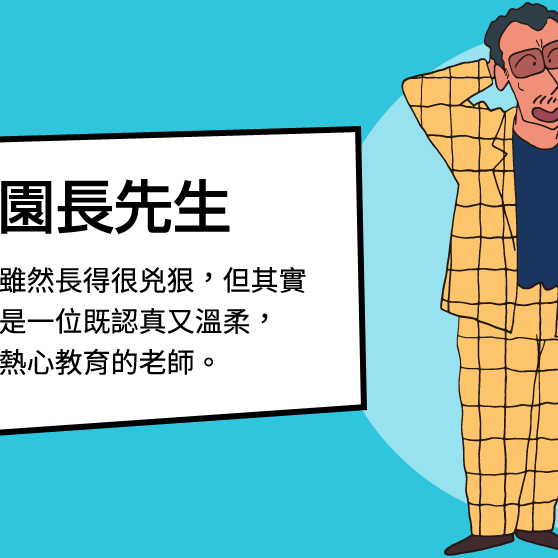 園長先生
雖然長得很兇狠，但其實
是一位既認真又溫柔，
熱心教育的老師。